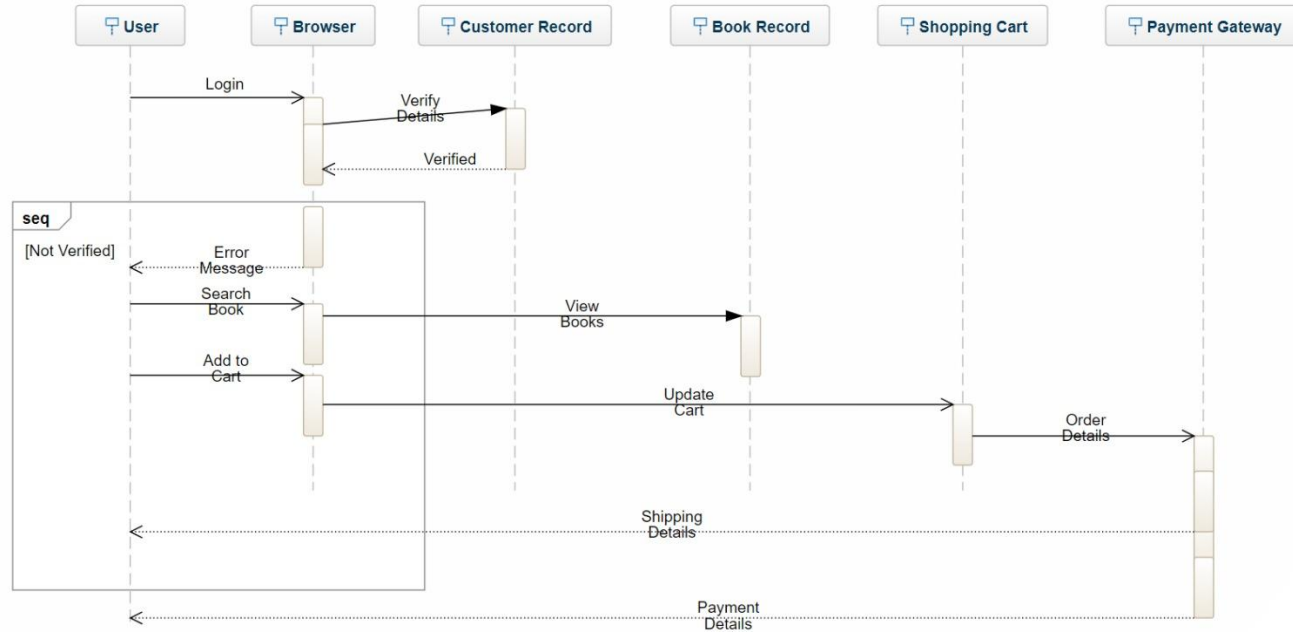 User
Browser
Customer Record
Book Record
Shopping Cart
Payment Gateway
Login
Verify
Details
Verified
seq
[Not Verified]
Error
Message
Search
Book
View
Books
Add to
Cart
Update
Cart
Order
Details
Shipping
Details
Payment
Details